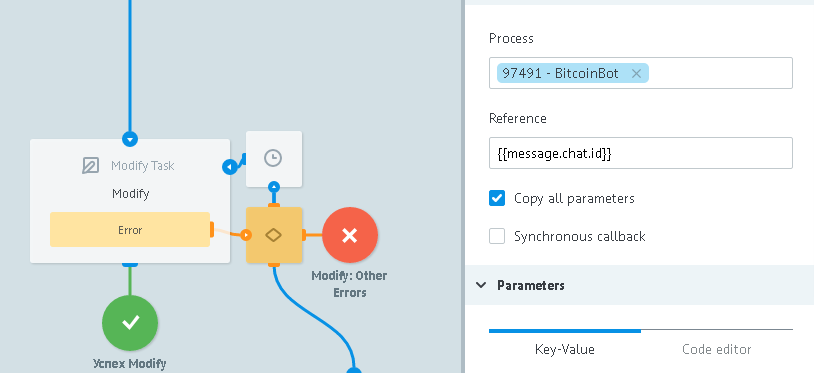 Modify Task
Modify
Error
Modify: Other
Errors
Успех Modify
Process
97491 - BitcoinBot
Reference
{{message.chat.id}}
Copy all parameters
Synchronous callback
Parameters
Key-Value
Code editor